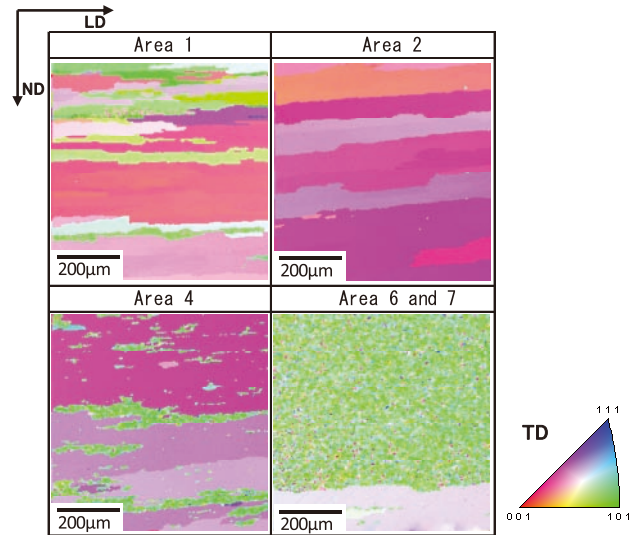 LD
ND
Area 1
Area 2
200μm
200μm
Area 4
Area 6 and 7
200μm
200μm
TD
111
001
101